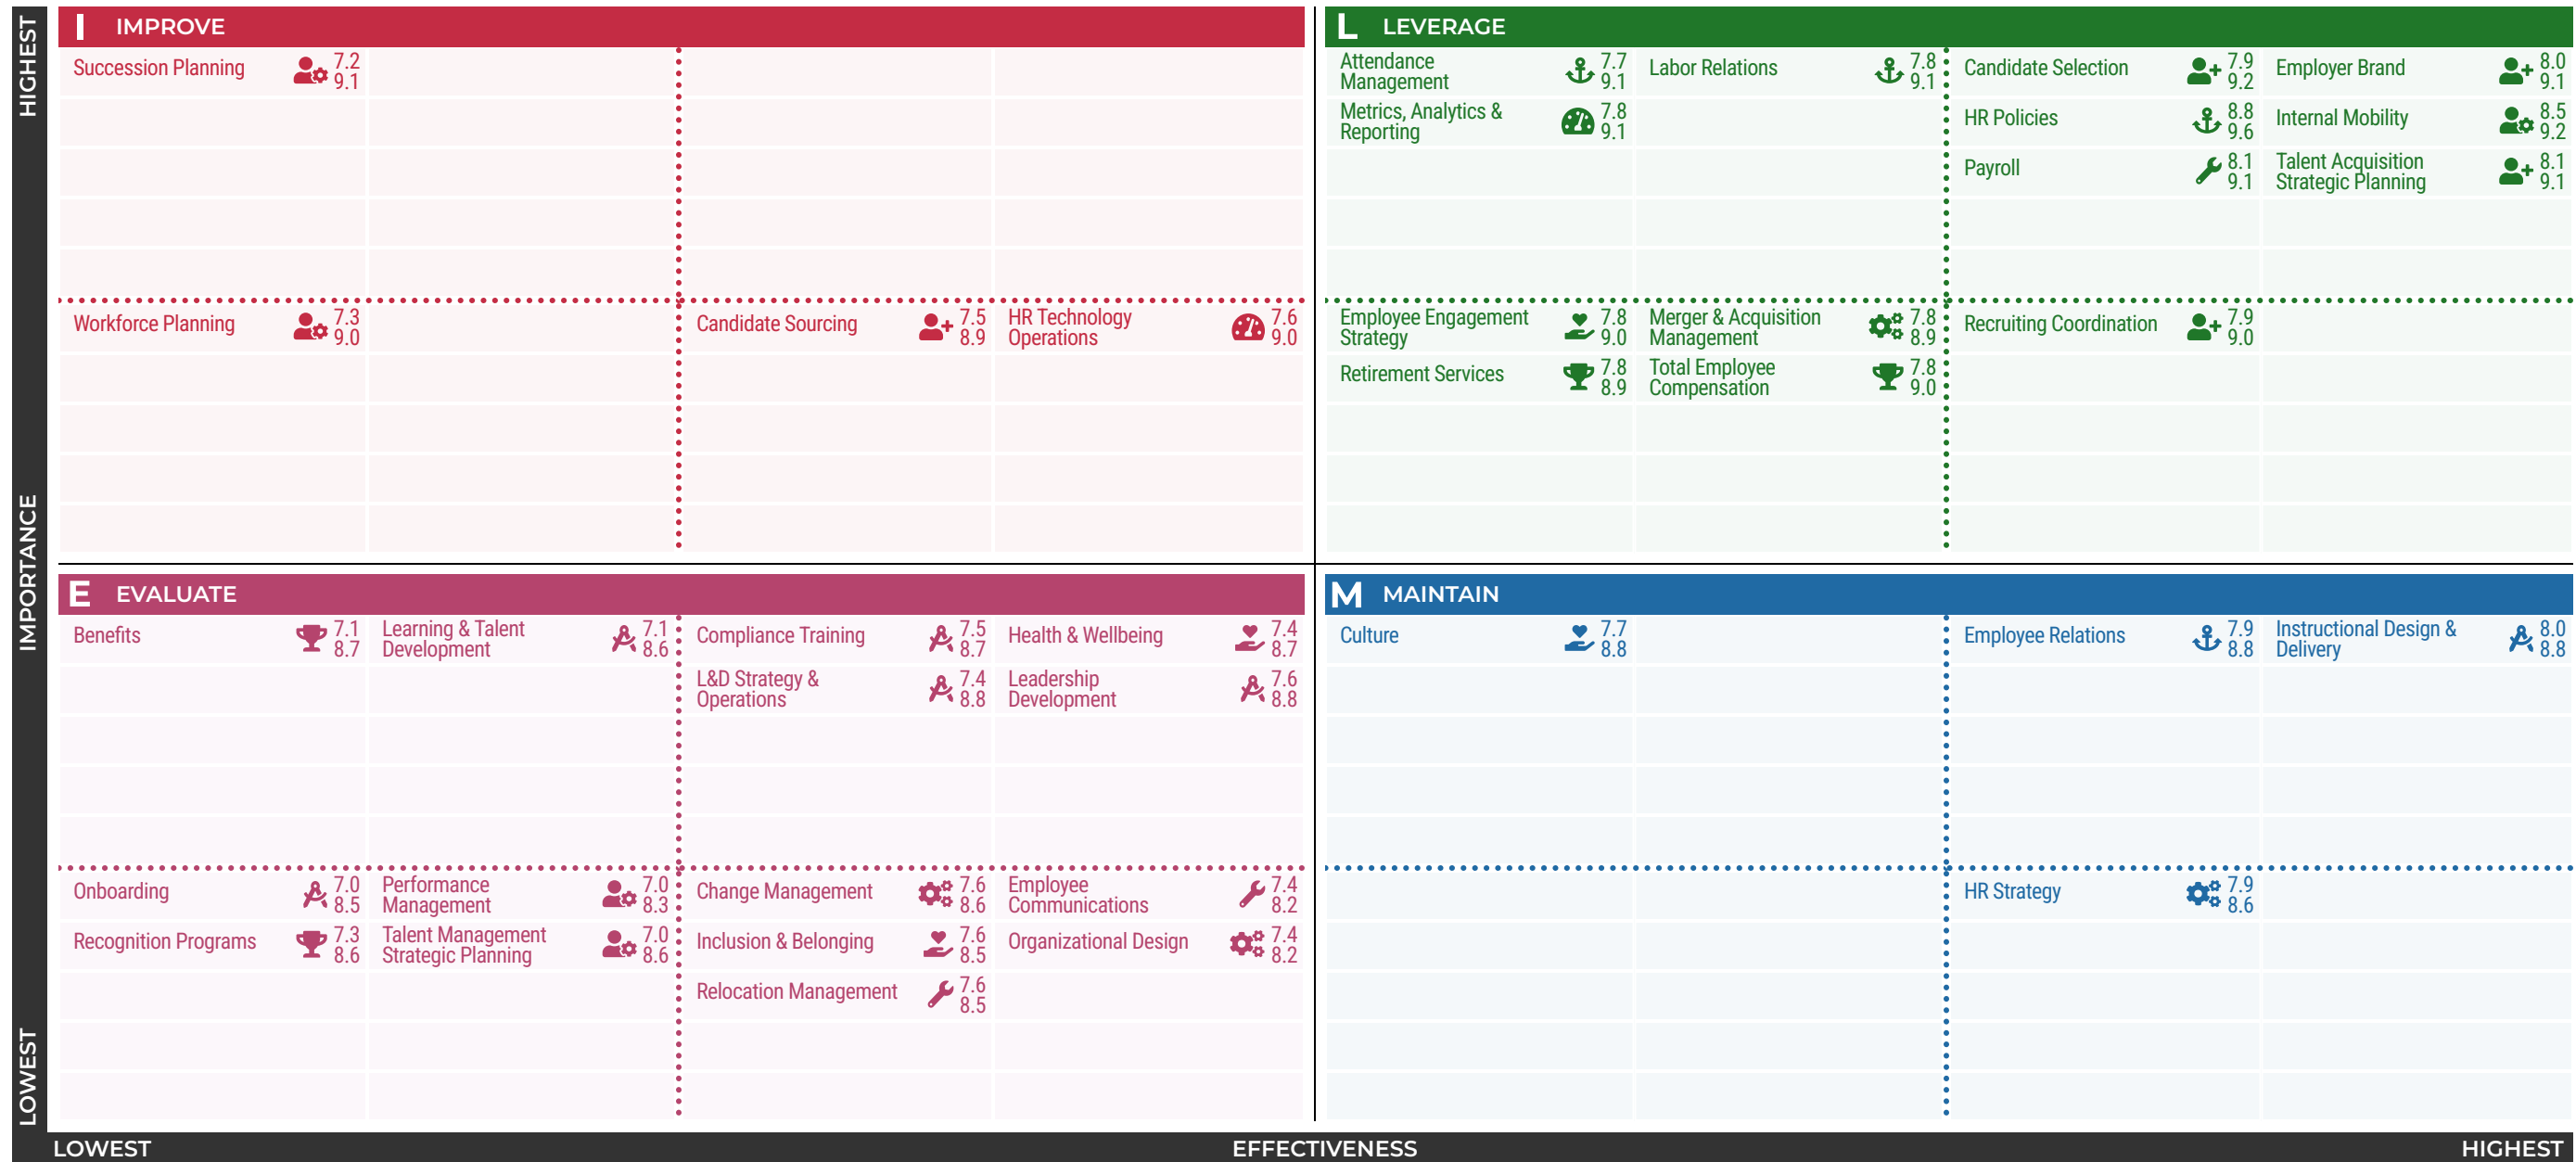 HIGHEST
IMPORTANCE
LOWEST
I IMPROVE
Succession Planning 7.2
9.1
Workforce Planning 7.3
9.0
Candidate Sourcing 7.5
8.9
HR Technology
Operations
7.6
9.0
L LEVERAGE
Attendance
Management
7.7
9.1
Labor Relations 7.8
9.1
Candidate Selection 7.9
9.2
Employer Brand 8.0
9.1
Metrics, Analytics &
Reporting
7.8
9.1
HR Policies 8.8
9.6
Internal Mobility 8.5
9.2
Payroll 8.1
9.1
Talent Acquisition
Strategic Planning
8.1
9.1
Employee Engagement
Strategy
7.8
9.0
Merger & Acquisition
Management
7.8
8.9
Recruiting Coordination 7.9
9.0
Retirement Services 7.8
8.9
Total Employee
Compensation
7.8
9.0
E EVALUATE
Benefits 7.1
8.7
Learning & Talent
Development
7.1
8.6
Compliance Training 7.5
8.7
Health & Wellbeing 7.4
8.7
L&D Strategy &
Operations
7.4
8.8
Leadership
Development
7.6
8.8
Onboarding 7.0
8.5
Performance
Management
7.0
8.3
Change Management 7.6
8.6
Employee
Communications
7.4
8.2
Recognition Programs 7.3
8.6
Talent Management
Strategic Planning
7.0
8.6
Inclusion & Belonging 7.6
8.5
Organizational Design 7.4
8.2
Relocation Management 7.6
8.5
M MAINTAIN
Culture 7.7
8.8
Employee Relations 7.9
8.8
Instructional Design &
Delivery
8.0
8.8
HR Strategy 7.9
8.6
LOWEST EFFECTIVENESS HIGHEST